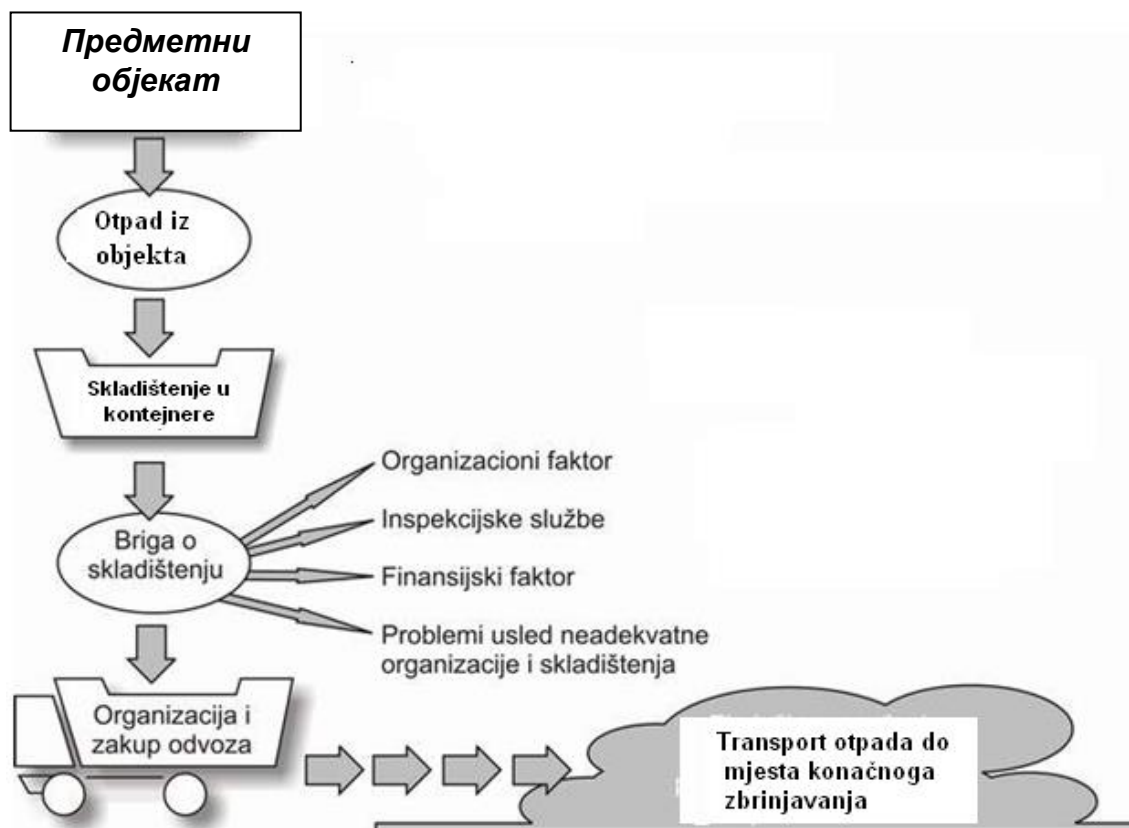 Предметни
објекат
Otpad iz
objekta
Skladištenje u
kontejnere
Organizacioni faktor
Inspekcijske službe
Briga o
skladištenju
Finansijski faktor
Problemi usled neadekvatne
organizacije i skladištenja
Organizacija i
zakup odvoza
Transport otpada do
mjesta konačnoga
zbrinjavanja